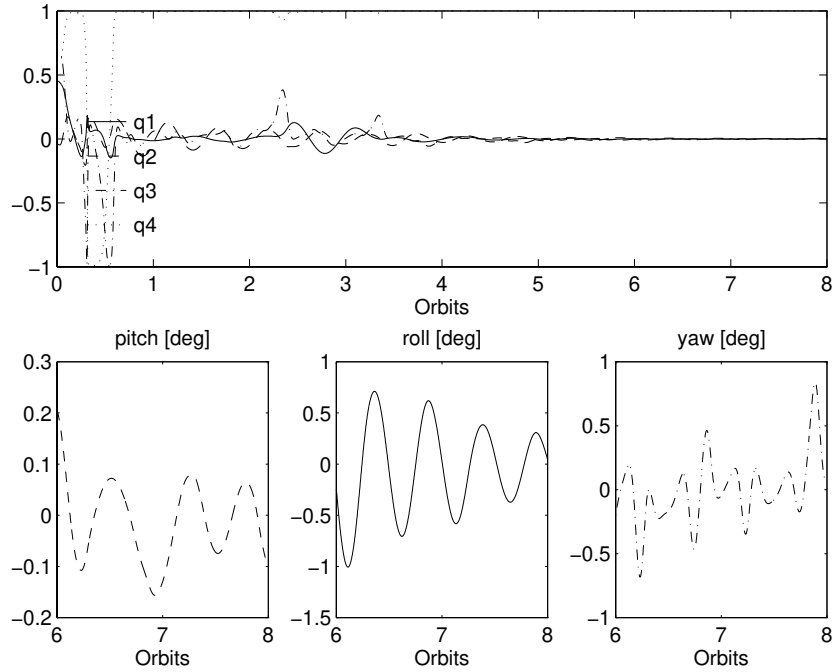 1
0.5
0
−0.5
−1
q1
q2
q3
q4
0 1 2 3 4 5 6 7 8
Orbits
pitch [deg]
0.3
0.2
0.1
0
−0.1
−0.2
6 7 8
Orbits
roll [deg]
1
0.5
0
−0.5
−1
−1.5
6 7 8
Orbits
yaw [deg]
1
0.5
0
−0.5
−1
6 7 8
Orbits